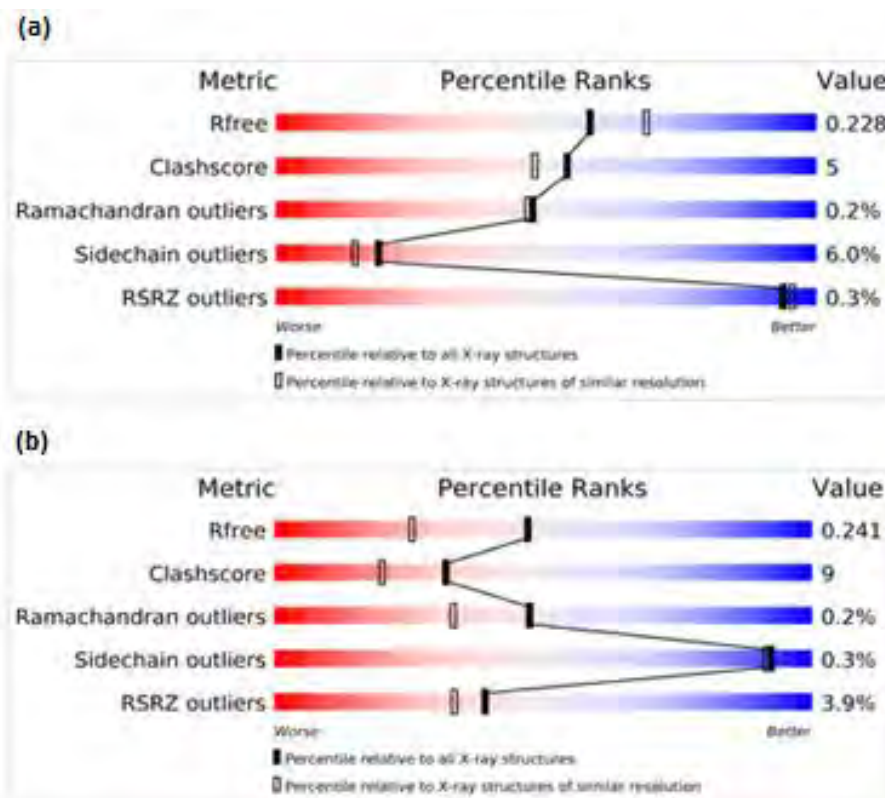 (a)
Metric Percentile Ranks Value
Rfree 0.228
Clashscore 5
Ramachandran outliers 0.2%
Sidechain outliers 6.0%
RSRZ outliers 0.3%
Worse Better
Percentile relative to all X-ray structures
Percentile relative to X-ray structures of similar resolution
(b)
Metric Percentile Ranks Value
Rfree 0.241
Clashscore 9
Ramachandran outliers 0.2%
Sidechain outliers 0.3%
RSRZ outliers 3.9%
Worse Better
Percentile relative to all X-ray structures
Percentile relative to X-ray structures of similar resolution